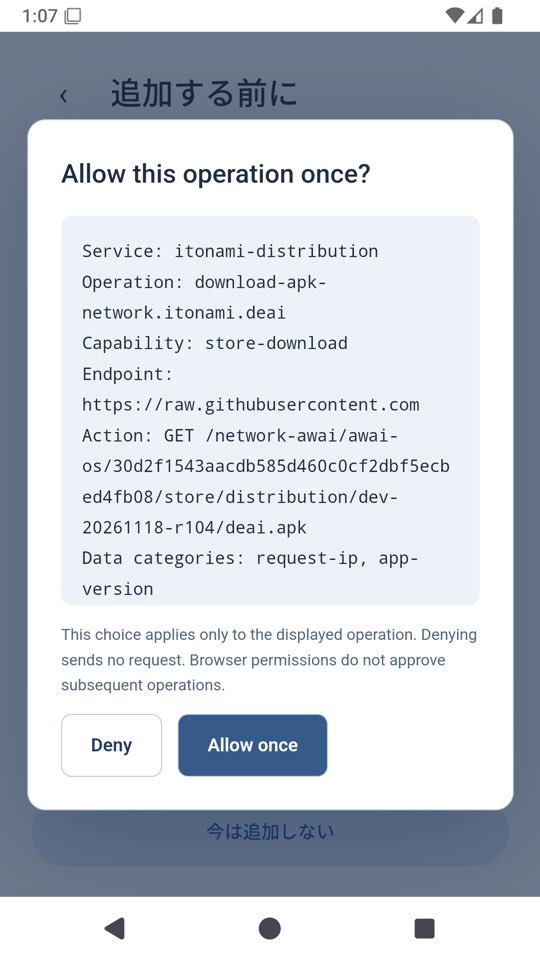 1:07
‹ 追加する前に
Allow this operation once?
Service: itonami-distribution
Operation: download-apk-
network.itonami.deai
Capability: store-download
Endpoint:
https://raw.githubusercontent.com
Action: GET /network-awai/awai-
os/30d2f1543aacdb585d460c0cf2dbf5ecb
ed4fb08/store/distribution/dev-
20261118-r104/deai.apk
Data categories: request-ip, app-
version
This choice applies only to the displayed operation. Denying
sends no request. Browser permissions do not approve
subsequent operations.
Deny
Allow once
今は追加しない